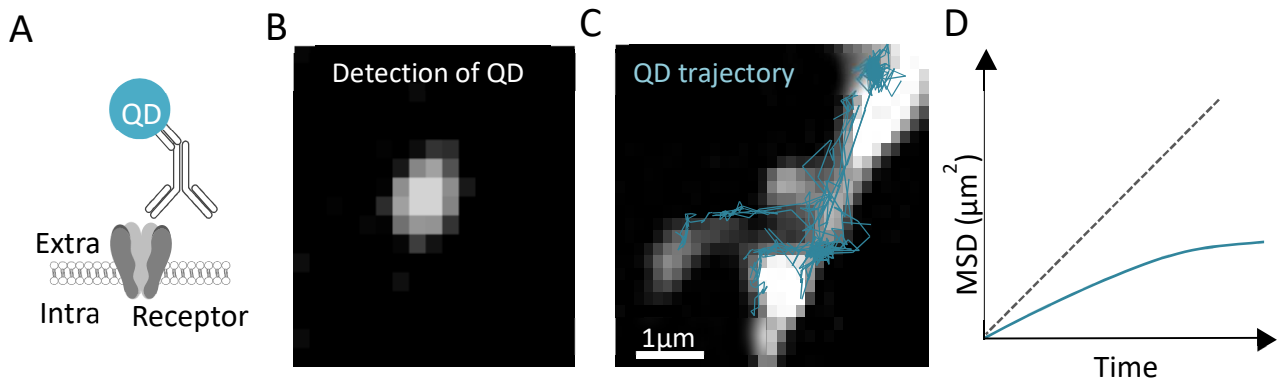 A
QD
Extra
Intra
Receptor
B
Detection of QD
C
QD trajectory
1µm
D
MSD (µm²)
Time